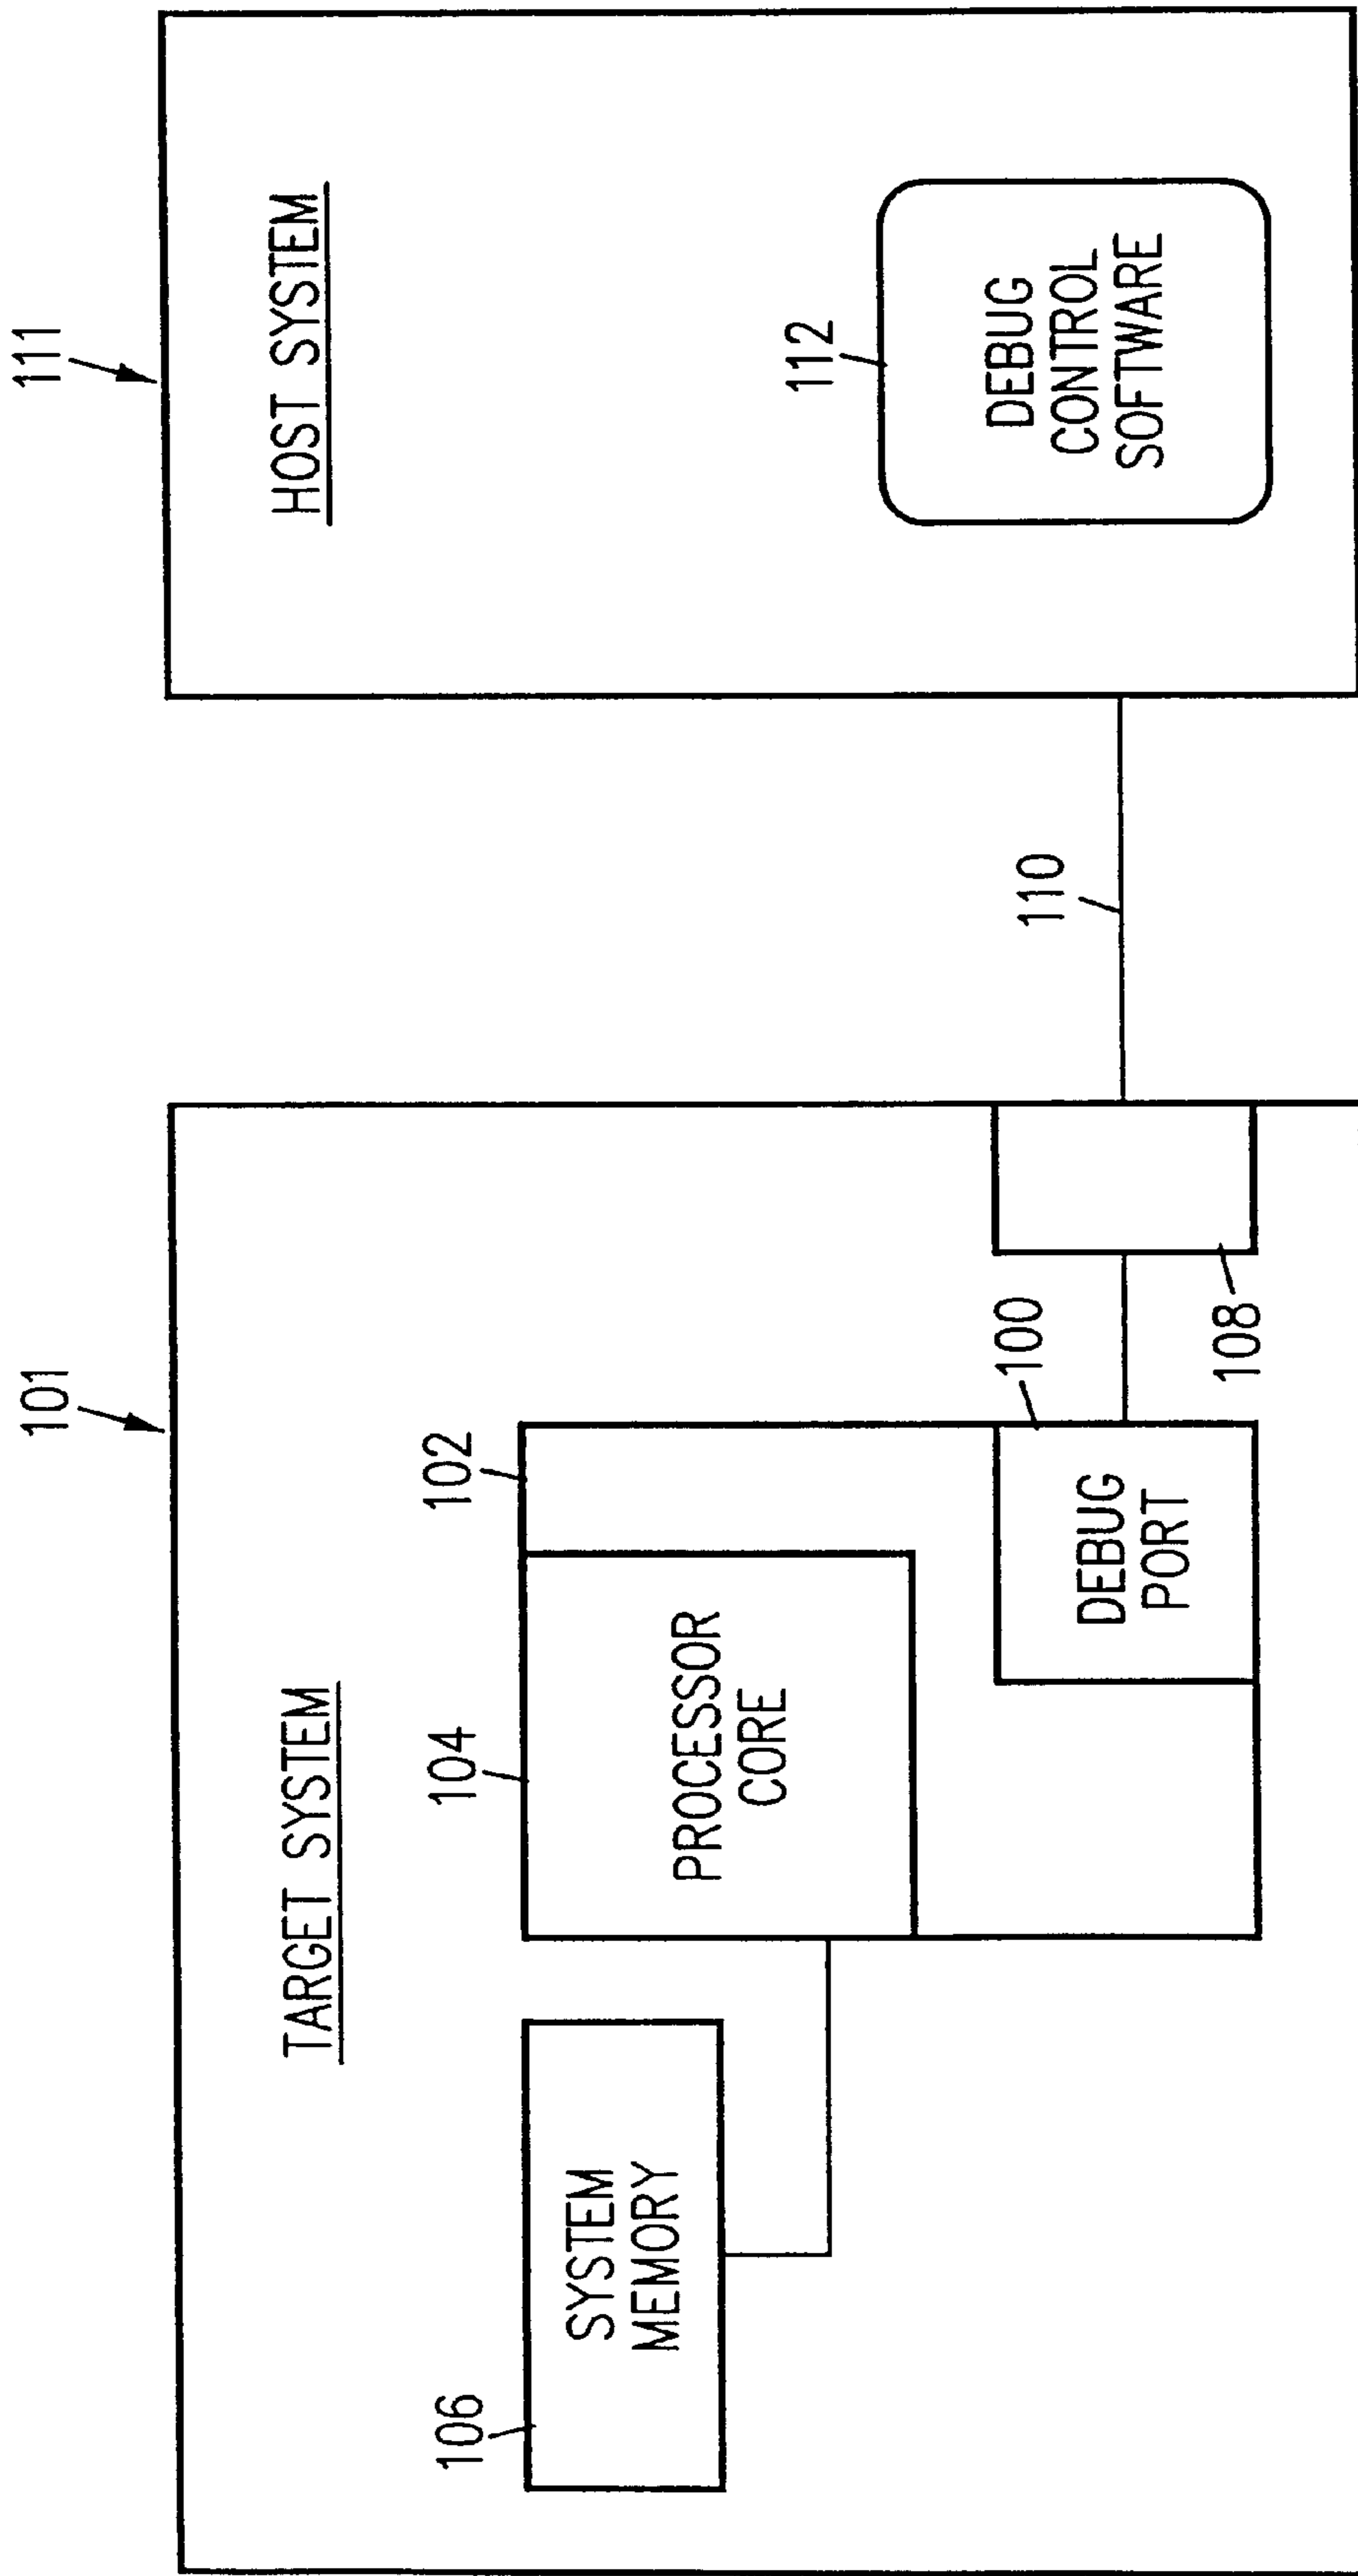 101
111
TARGET SYSTEM
HOST SYSTEM
106
104
102
SYSTEM
MEMORY
PROCESSOR
CORE
112
DEBUG
CONTROL
SOFTWARE
100
110
DEBUG
PORT
108